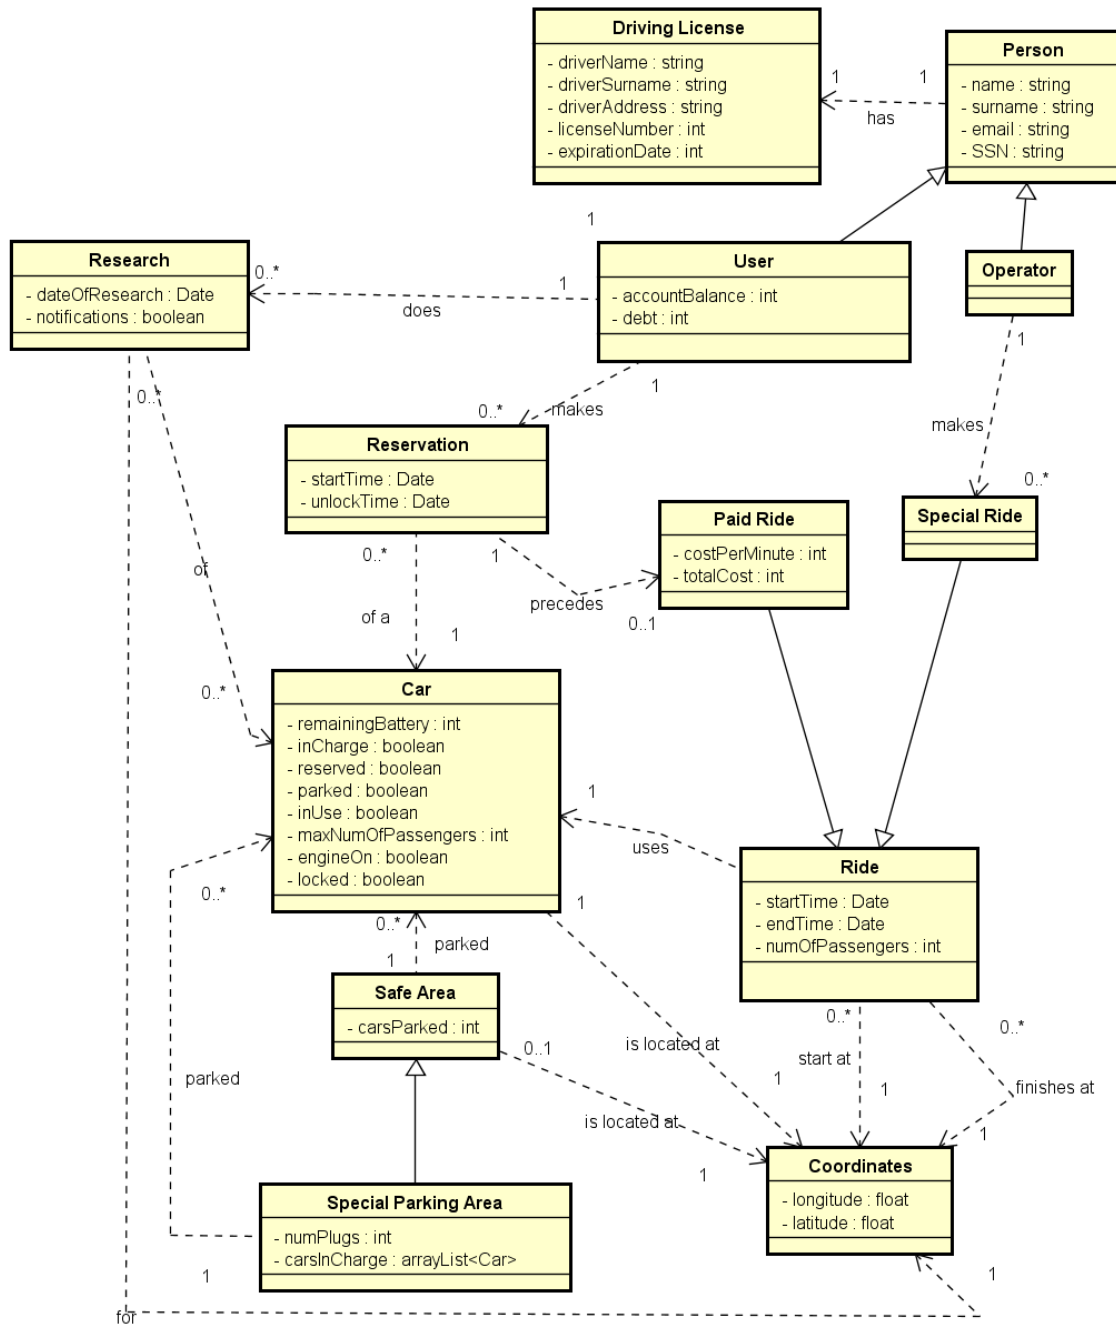 Driving License
- driverName : string
- driverSurname : string
- driverAddress : string
- licenseNumber : int
- expirationDate : int
Person
- name : string
- surname : string
- email : string
- SSN : string
1
1
has
1
Research
- dateOfResearch : Date
- notifications : boolean
0..*
1
does
User
- accountBalance : int
- debt : int
Operator
1
1
0..*
makes
0..*
makes
0..*
Reservation
- startTime : Date
- unlockTime : Date
Paid Ride
- costPerMinute : int
- totalCost : int
Special Ride
0..*
1
of
precedes
0..1
of a
1
0..*
Car
- remainingBattery : int
- inCharge : boolean
- reserved : boolean
- parked : boolean
- inUse : boolean
- maxNumOfPassengers : int
- engineOn : boolean
- locked : boolean
1
uses
Ride
- startTime : Date
- endTime : Date
- numOfPassengers : int
0..*
0..*
1
parked
1
Safe Area
- carsParked : int
0..1
is located at
0..*
0..*
start at
parked
1
1
finishes at
is located at
1
1
Coordinates
- longitude : float
- latitude : float
Special Parking Area
- numPlugs : int
- carsInCharge : arrayList<Car>
1
1
for